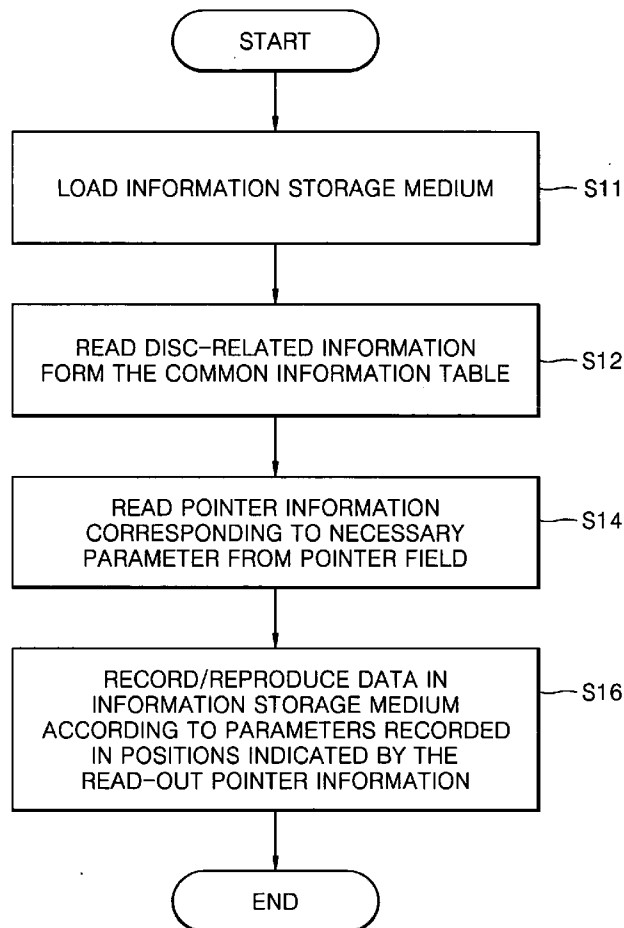 START
LOAD INFORMATION STORAGE MEDIUM
S11
READ DISC-RELATED INFORMATION
FORM THE COMMON INFORMATION TABLE
S12
READ POINTER INFORMATION
CORRESPONDING TO NECESSARY
PARAMETER FROM POINTER FIELD
S14
RECORD/REPRODUCE DATA IN
INFORMATION STORAGE MEDIUM
ACCORDING TO PARAMETERS RECORDED
IN POSITIONS INDICATED BY THE
READ-OUT POINTER INFORMATION
S16
END